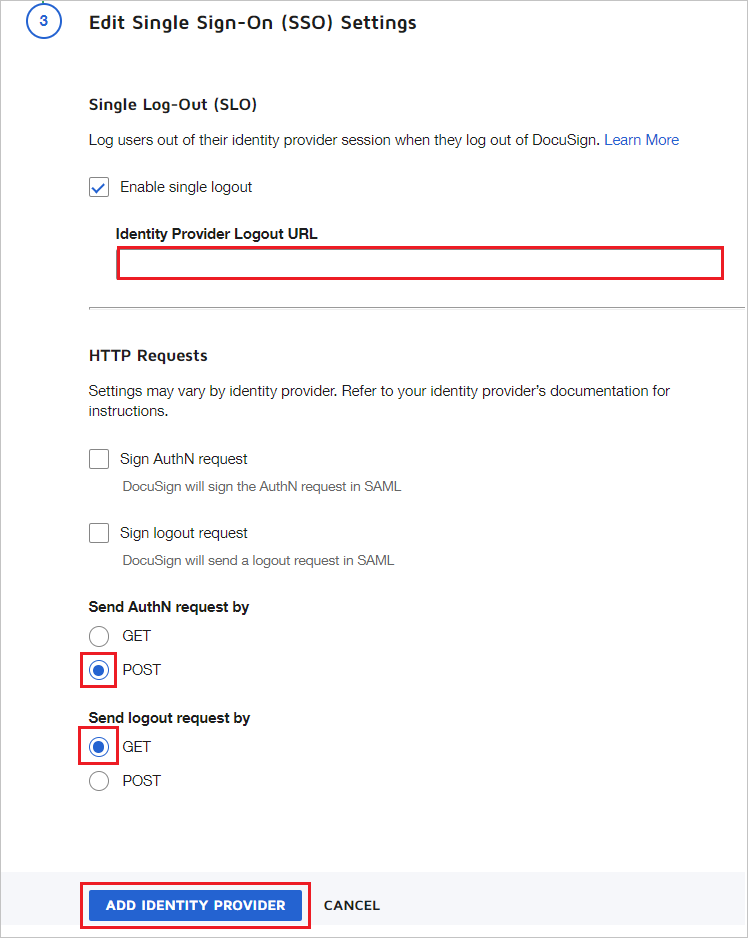 3
Edit Single Sign-On (SSO) Settings
Single Log-Out (SLO)
Log users out of their identity provider session when they log out of DocuSign. Learn More
Enable single logout
Identity Provider Logout URL
HTTP Requests
Settings may vary by identity provider. Refer to your identity provider's documentation for
instructions.
Sign AuthN request
DocuSign will sign the AuthN request in SAML
Sign logout request
DocuSign will send a logout request in SAML
Send AuthN request by
GET
POST
Send logout request by
GET
POST
ADD IDENTITY PROVIDER CANCEL